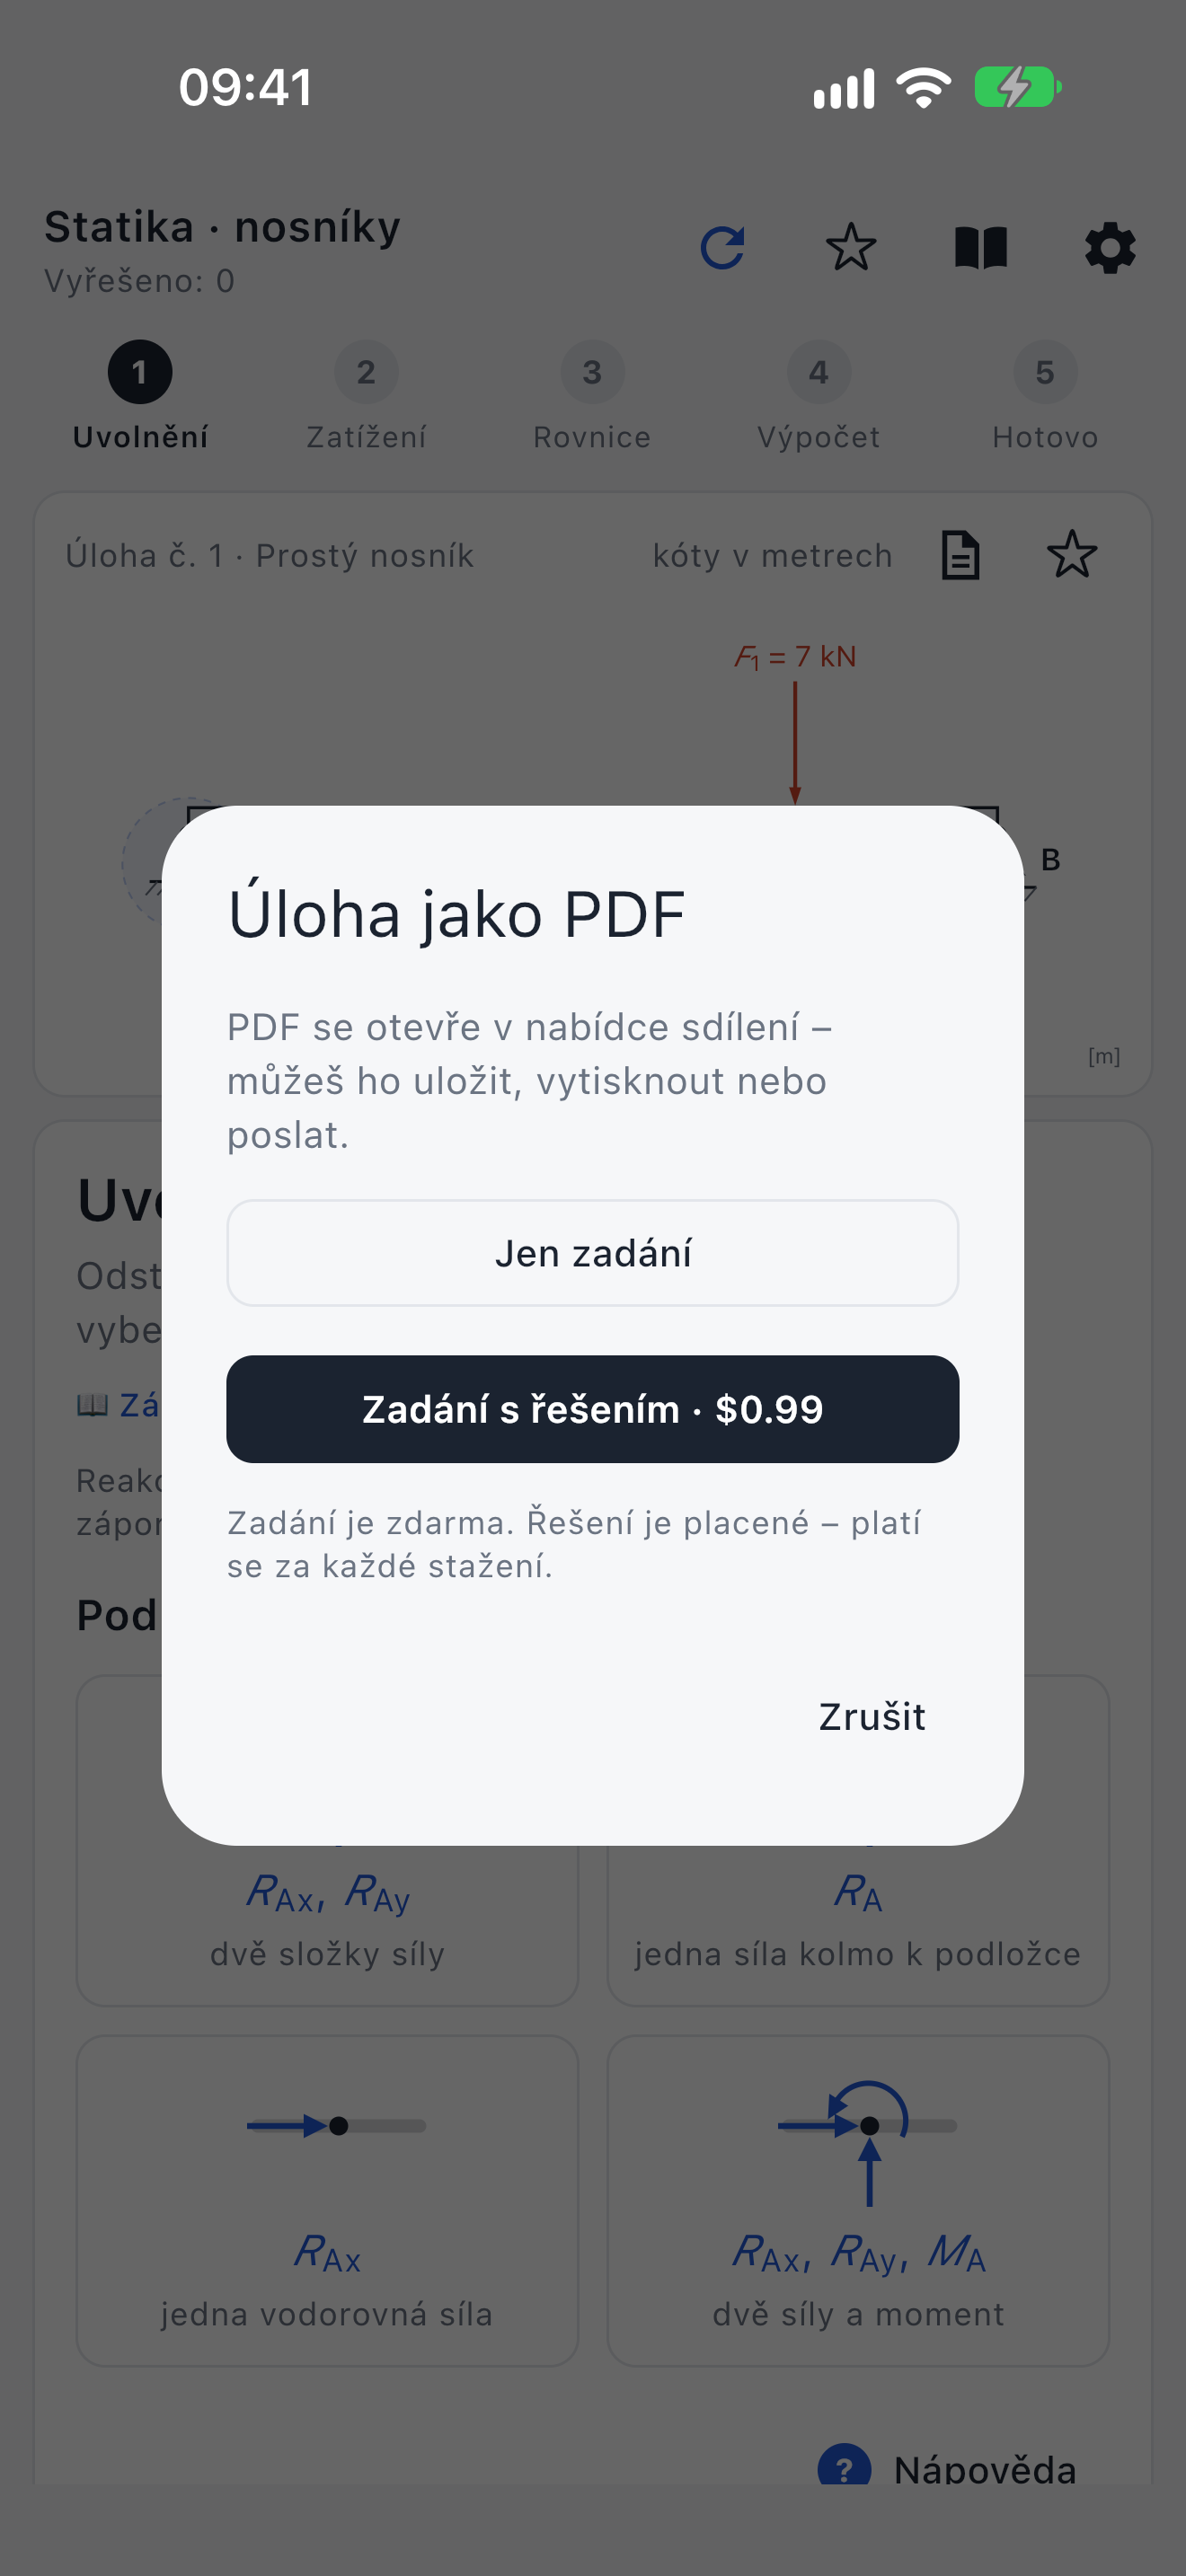 09:41
Statika · nosníky
Vyřešeno: 0
1 2 3 4 5
Uvolnění Zatížení Rovnice Výpočet Hotovo
Úloha č. 1 · Prostý nosník kóty v metrech
F1 = 7 kN
B
Úloha jako PDF
PDF se otevře v nabídce sdílení –
můžeš ho uložit, vytisknout nebo
poslat.
[m]
Jen zadání
Zadání s řešením · $0.99
Zadání je zdarma. Řešení je placené – platí
se za každé stažení.
Zrušit
RAx, RAy
dvě složky síly
RA
jedna síla kolmo k podložce
RAx
jedna vodorovná síla
RAx, RAy, MA
dvě síly a moment
? Nápověda